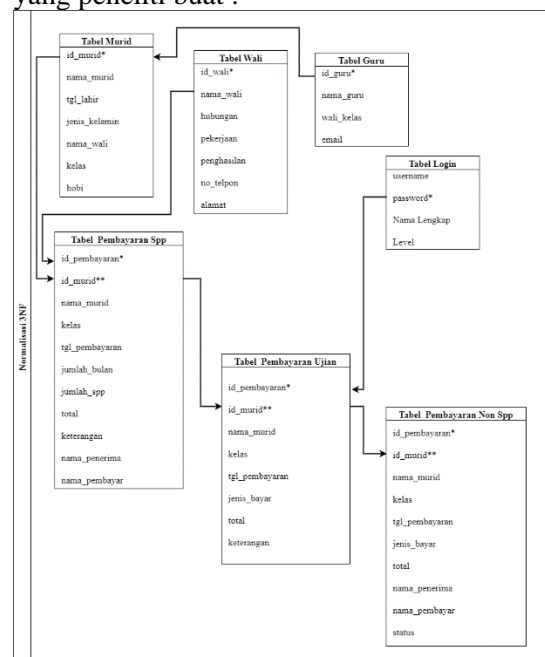 yang peneliti buat :
Normalisasi 3NF
Tabel Murid
id_murid*
nama_murid
tgl_lahir
jenis_kelamin
nama_wali
kelas
hobi
Tabel Wali
id_wali*
nama_wali
hubungan
pekerjaan
penghasilan
no_telpon
alamat
Tabel Guru
id_guru*
nama_guru
wali_kelas
email
Tabel Login
username
password*
Nama Lengkap
Level
Tabel Pembayaran Spp
id_pembayaran*
id_murid**
nama_murid
kelas
tgl_pembayaran
jumlah_bulan
jumlah_spp
total
keterangan
nama_penerima
nama_pembayar
Tabel Pembayaran Ujian
id_pembayaran*
id_murid**
nama_murid
kelas
tgl_pembayaran
jenis_bayar
total
keterangan
Tabel Pembayaran Non Spp
id_pembayaran*
id_murid**
nama_murid
kelas
tgl_pembayaran
jenis_bayar
total
nama_penerima
nama_pembayar
status